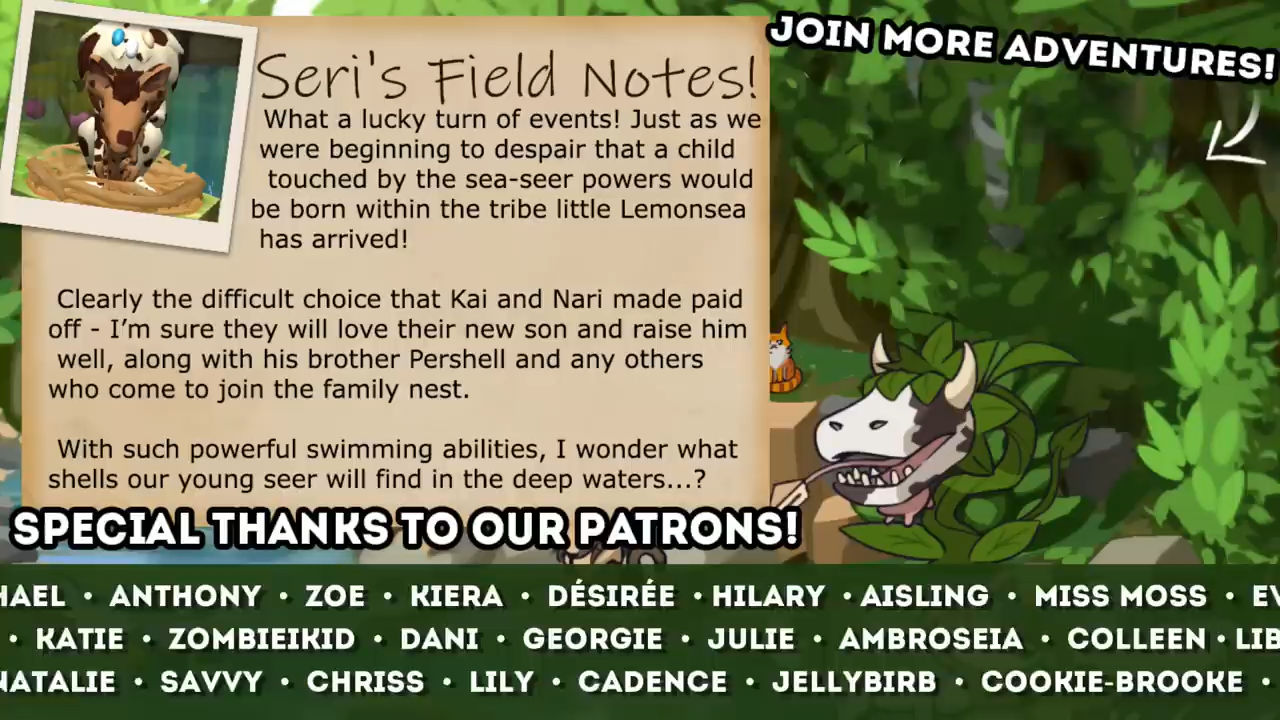 JOIN MORE ADVENTURES!
Seri's Field Notes!
What a lucky turn of events! Just as we
were beginning to despair that a child
touched by the sea-seer powers would
be born within the tribe little Lemonsea
has arrived!
Clearly the difficult choice that Kai and Nari made paid
off - I’m sure they will love their new son and raise him
well, along with his brother Pershell and any others
who come to join the family nest.
With such powerful swimming abilities, I wonder what
shells our young seer will find in the deep waters...?
SPECIAL THANKS TO OUR PATRONS!
HAEL • ANTHONY • ZOE • KIERA • DÉSIRÉE • HILARY • AISLING • MISS MOSS • EV
• KATIE • ZOMBIEIKID • DANI • GEORGIE • JULIE • AMBROSEIA • COLLEEN • LIB
NATALIE • SAVVY • CHRISS • LILY • CADENCE • JELLYBIRB • COOKIE-BROOKE •